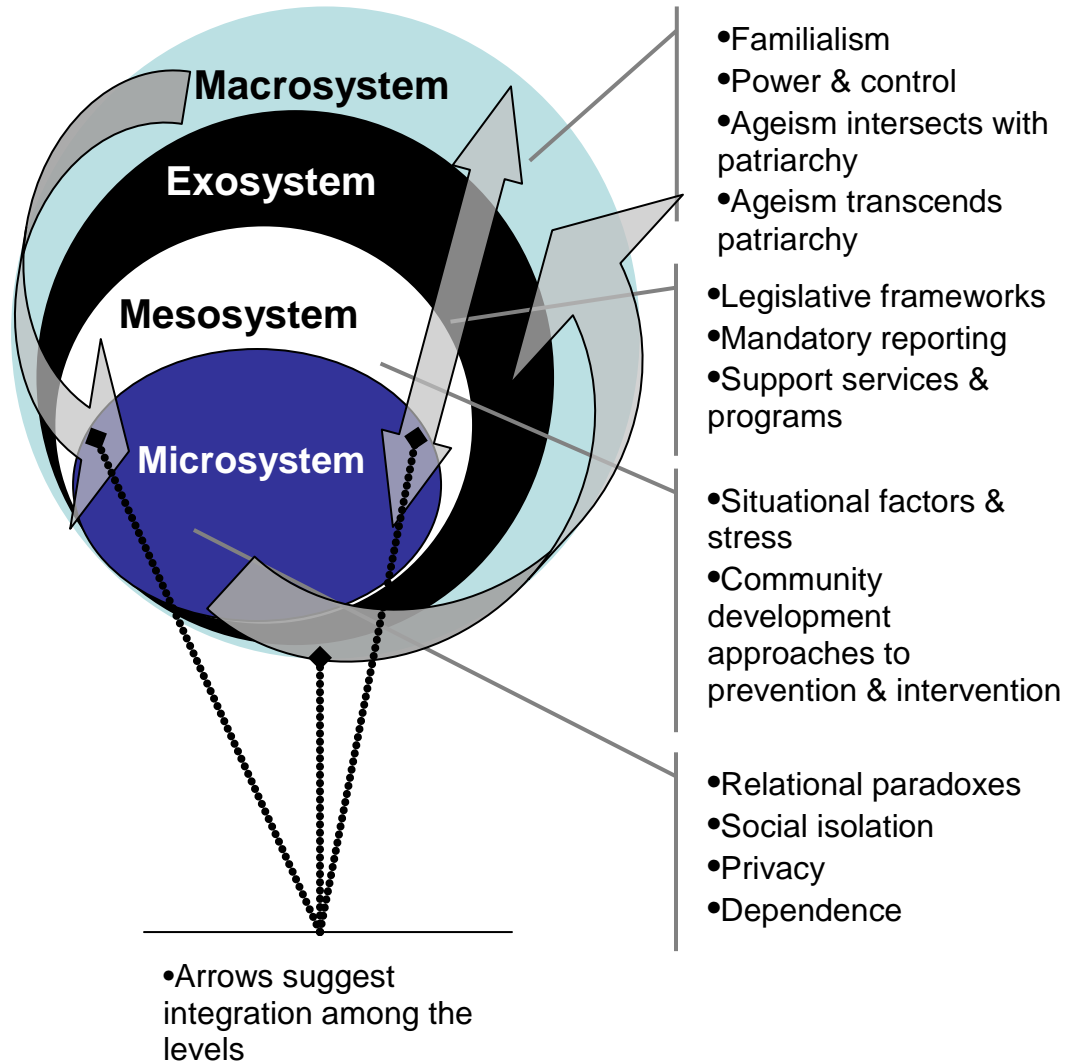 Macrosystem
Exosystem
Mesosystem
Microsystem
•Familialism
•Power & control
•Ageism intersects with
patriarchy
•Ageism transcends
patriarchy
•Legislative frameworks
•Mandatory reporting
•Support services &
programs
•Situational factors &
stress
•Community
development
approaches to
prevention & intervention
•Relational paradoxes
•Social isolation
•Privacy
•Dependence
•Arrows suggest
integration among the
levels